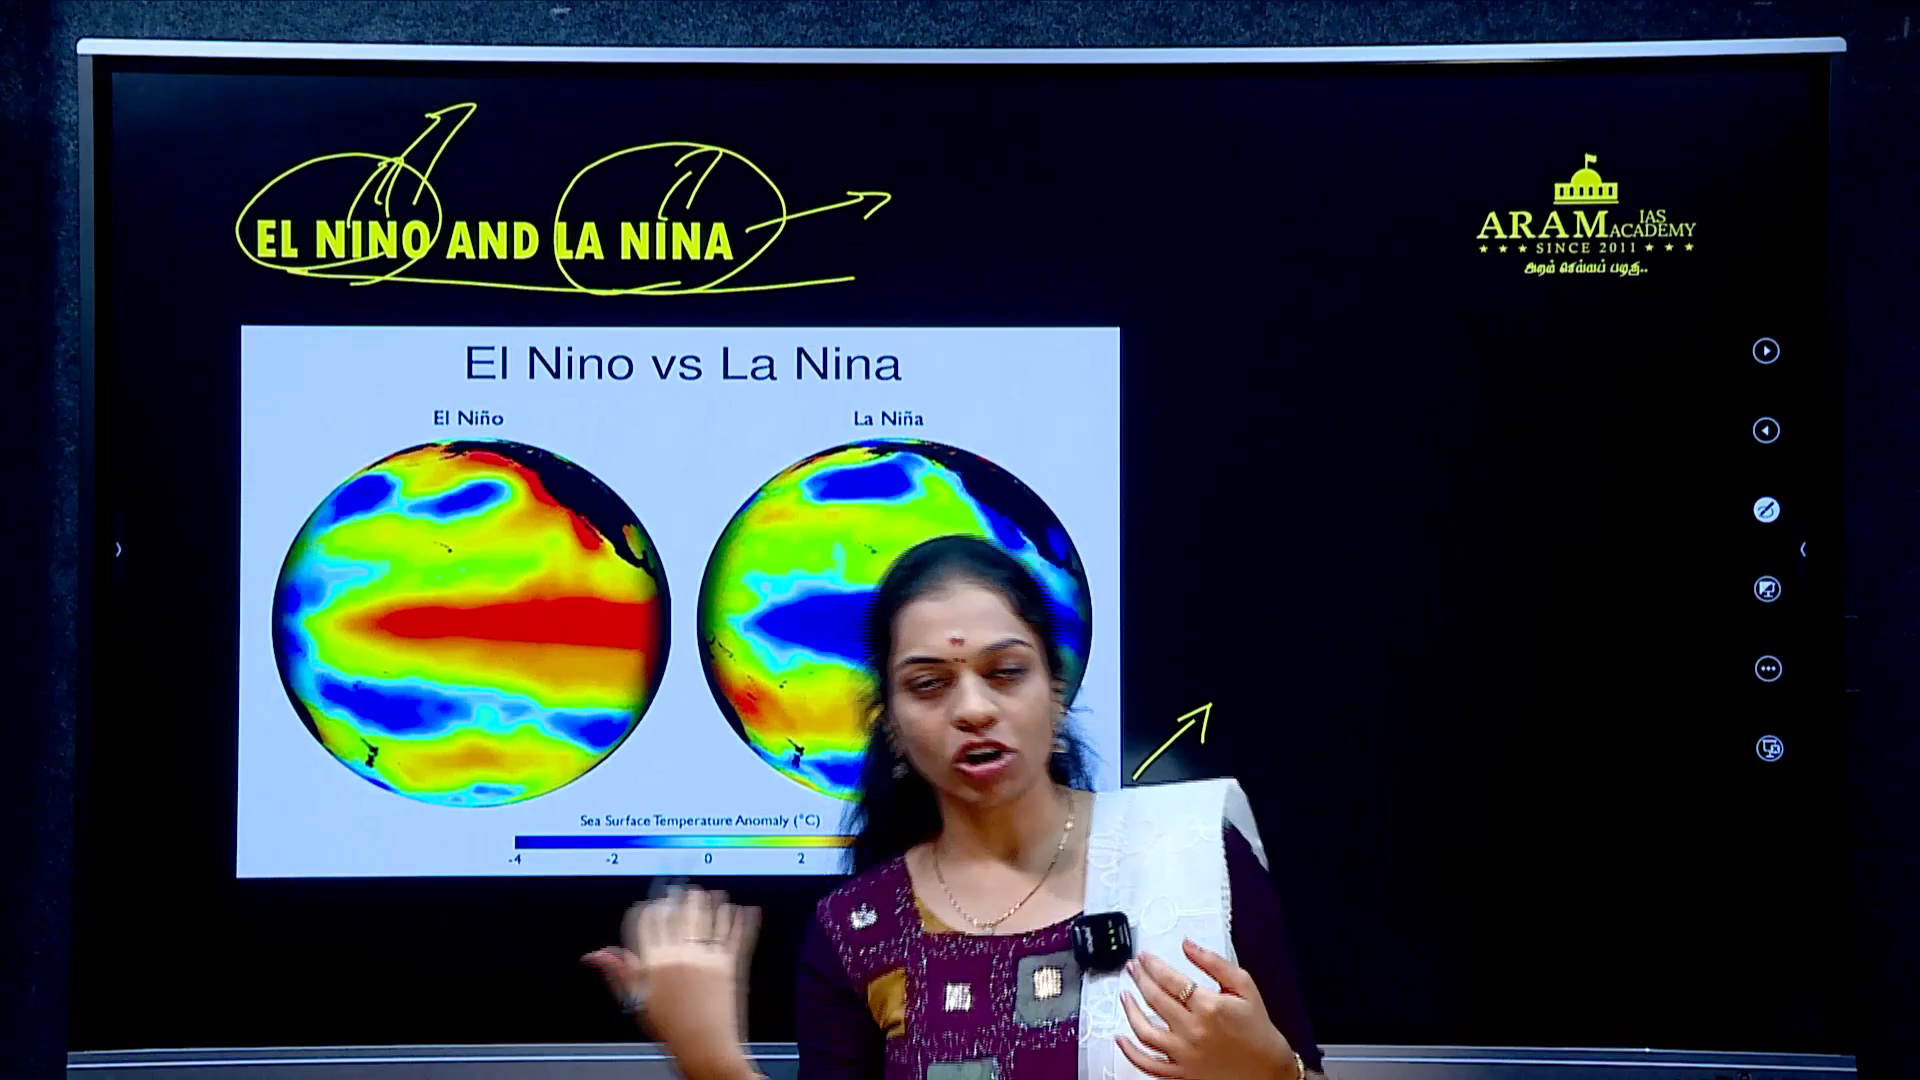 EL NINO AND LA NINA
ARAM IAS ACADEMY
★ ★ ★ SINCE 2011 ★ ★ ★
அறம் செய்யப் படி..
El Nino vs La Nina
El Niño
La Niña
Sea Surface Temperature Anomaly (°C)
-4 -2 0 2